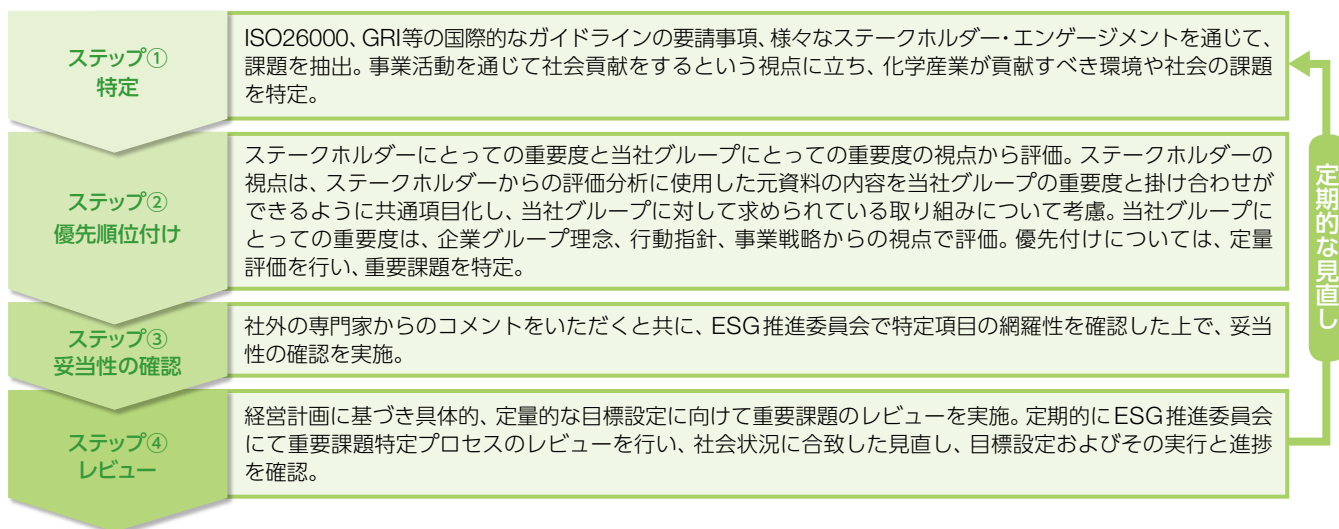 ステップ①
特定
ISO26000、GRI等の国際的なガイドラインの要請事項、様々なステークホルダー・エンゲージメントを通じて、
課題を抽出。事業活動を通じて社会貢献をするという視点に立ち、化学産業が貢献すべき環境や社会の課題
を特定。
ステップ②
優先順位付け
ステークホルダーにとっての重要度と当社グループにとっての重要度の視点から評価。ステークホルダーの
視点は、ステークホルダーからの評価分析に使用した元資料の内容を当社グループの重要度と掛け合わせが
できるように共通項目化し、当社グループに対して求められている取り組みについて考慮。当社グループに
とっての重要度は、企業グループ理念、行動指針、事業戦略からの視点で評価。優先付けについては、定量
評価を行い、重要課題を特定。
ステップ③
妥当性の確認
社外の専門家からのコメントをいただくと共に、ESG推進委員会で特定項目の網羅性を確認した上で、妥当
性の確認を実施。
ステップ④
レビュー
経営計画に基づき具体的、定量的な目標設定に向けて重要課題のレビューを実施。定期的にESG推進委員会
にて重要課題特定プロセスのレビューを行い、社会状況に合致した見直し、目標設定およびその実行と進捗
を確認。
定期的な見直し